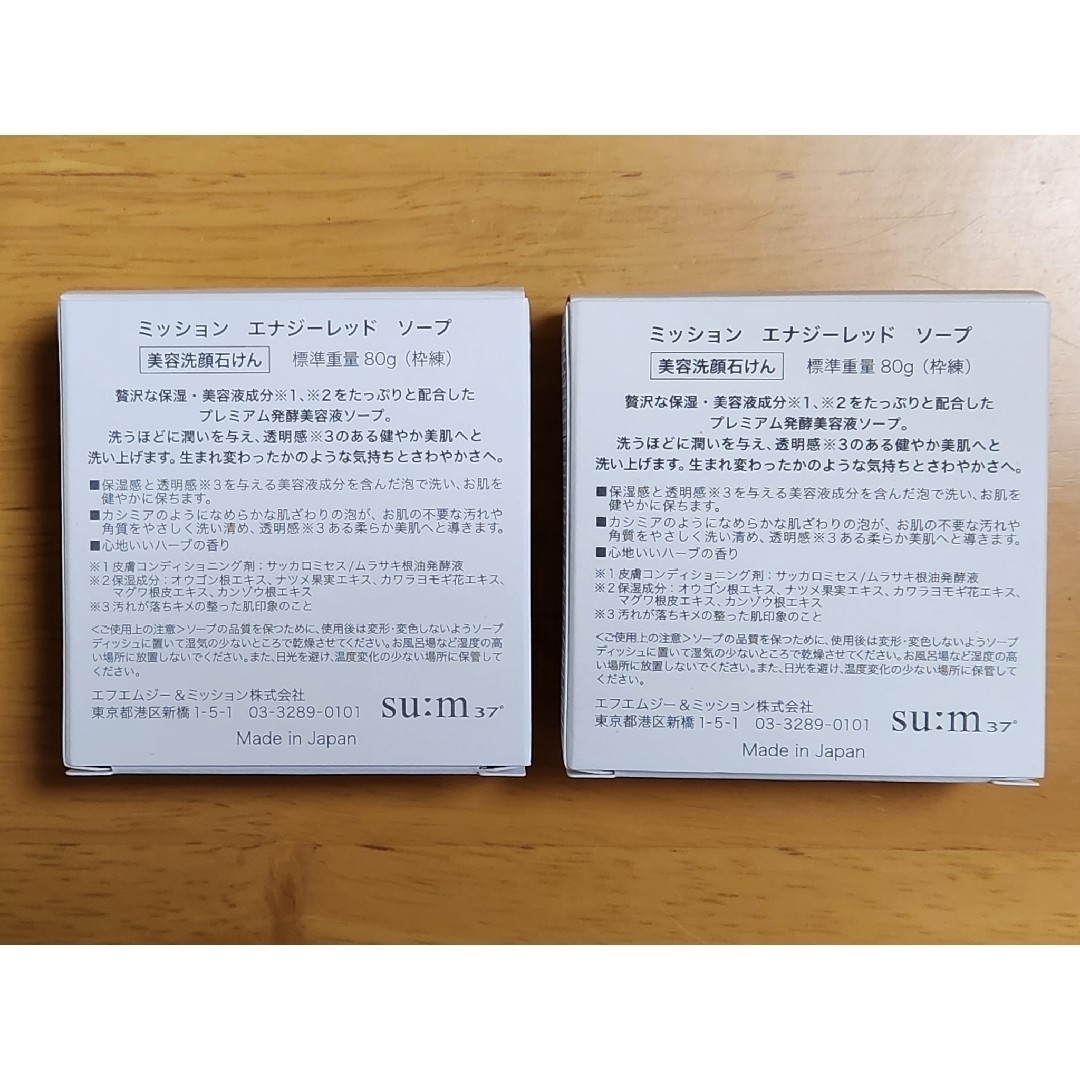 ミッション　エナジーレッド　ソープ
美容洗顔石けん　標準重量 80g（枠練）
贅沢な保湿・美容液成分※1、※2をたっぷりと配合した
プレミアム発酵美容液ソープ。
洗うほどに潤いを与え、透明感※3のある健やか美肌へと
洗い上げます。生まれ変わったかのような気持ちとさわやかさへ。
■保湿感と透明感※3を与える美容液成分を含んだ泡で洗い、お肌を
健やかに保ちます。
■カシミアのようになめらかな肌ざわりの泡が、お肌の不要な汚れや
角質をやさしく洗い清め、透明感※3ある柔らか美肌へと導きます。
■心地いいハーブの香り
※1皮膚コンディショニング剤：サッカロミセス/ムラサキ根油発酵液
※2保湿成分：オウゴン根エキス、ナツメ果実エキス、カワラヨモギ花エキス、
マグワ根皮エキス、カンゾウ根エキス
※3汚れが落ちキメの整った肌印象のこと
<ご使用上の注意>ソープの品質を保つために、使用後は変形・変色しないようソープ
ディッシュに置いて湿気の少ないところで乾燥させてください。お風呂場など湿度の高
い場所に放置しないでください。また、日光を避け、温度変化の少ない場所に保管して
ください。
エフエムジー＆ミッション株式会社
東京都港区新橋1-5-1　03-3289-0101
su:m37°
Made in Japan
ミッション　エナジーレッド　ソープ
美容洗顔石けん　標準重量 80g（枠練）
贅沢な保湿・美容液成分※1、※2をたっぷりと配合した
プレミアム発酵美容液ソープ。
洗うほどに潤いを与え、透明感※3のある健やか美肌へと
洗い上げます。生まれ変わったかのような気持ちとさわやかさへ。
■保湿感と透明感※3を与える美容液成分を含んだ泡で洗い、お肌を
健やかに保ちます。
■カシミアのようになめらかな肌ざわりの泡が、お肌の不要な汚れや
角質をやさしく洗い清め、透明感※3ある柔らか美肌へと導きます。
■心地いいハーブの香り
※1皮膚コンディショニング剤：サッカロミセス/ムラサキ根油発酵液
※2保湿成分：オウゴン根エキス、ナツメ果実エキス、カワラヨモギ花エキス、
マグワ根皮エキス、カンゾウ根エキス
※3汚れが落ちキメの整った肌印象のこと
<ご使用上の注意>ソープの品質を保つために、使用後は変形・変色しないようソープ
ディッシュに置いて湿気の少ないところで乾燥させてください。お風呂場など湿度の高
い場所に放置しないでください。また、日光を避け、温度変化の少ない場所に保管して
ください。
エフエムジー＆ミッション株式会社
東京都港区新橋1-5-1　03-3289-0101
su:m37°
Made in Japan